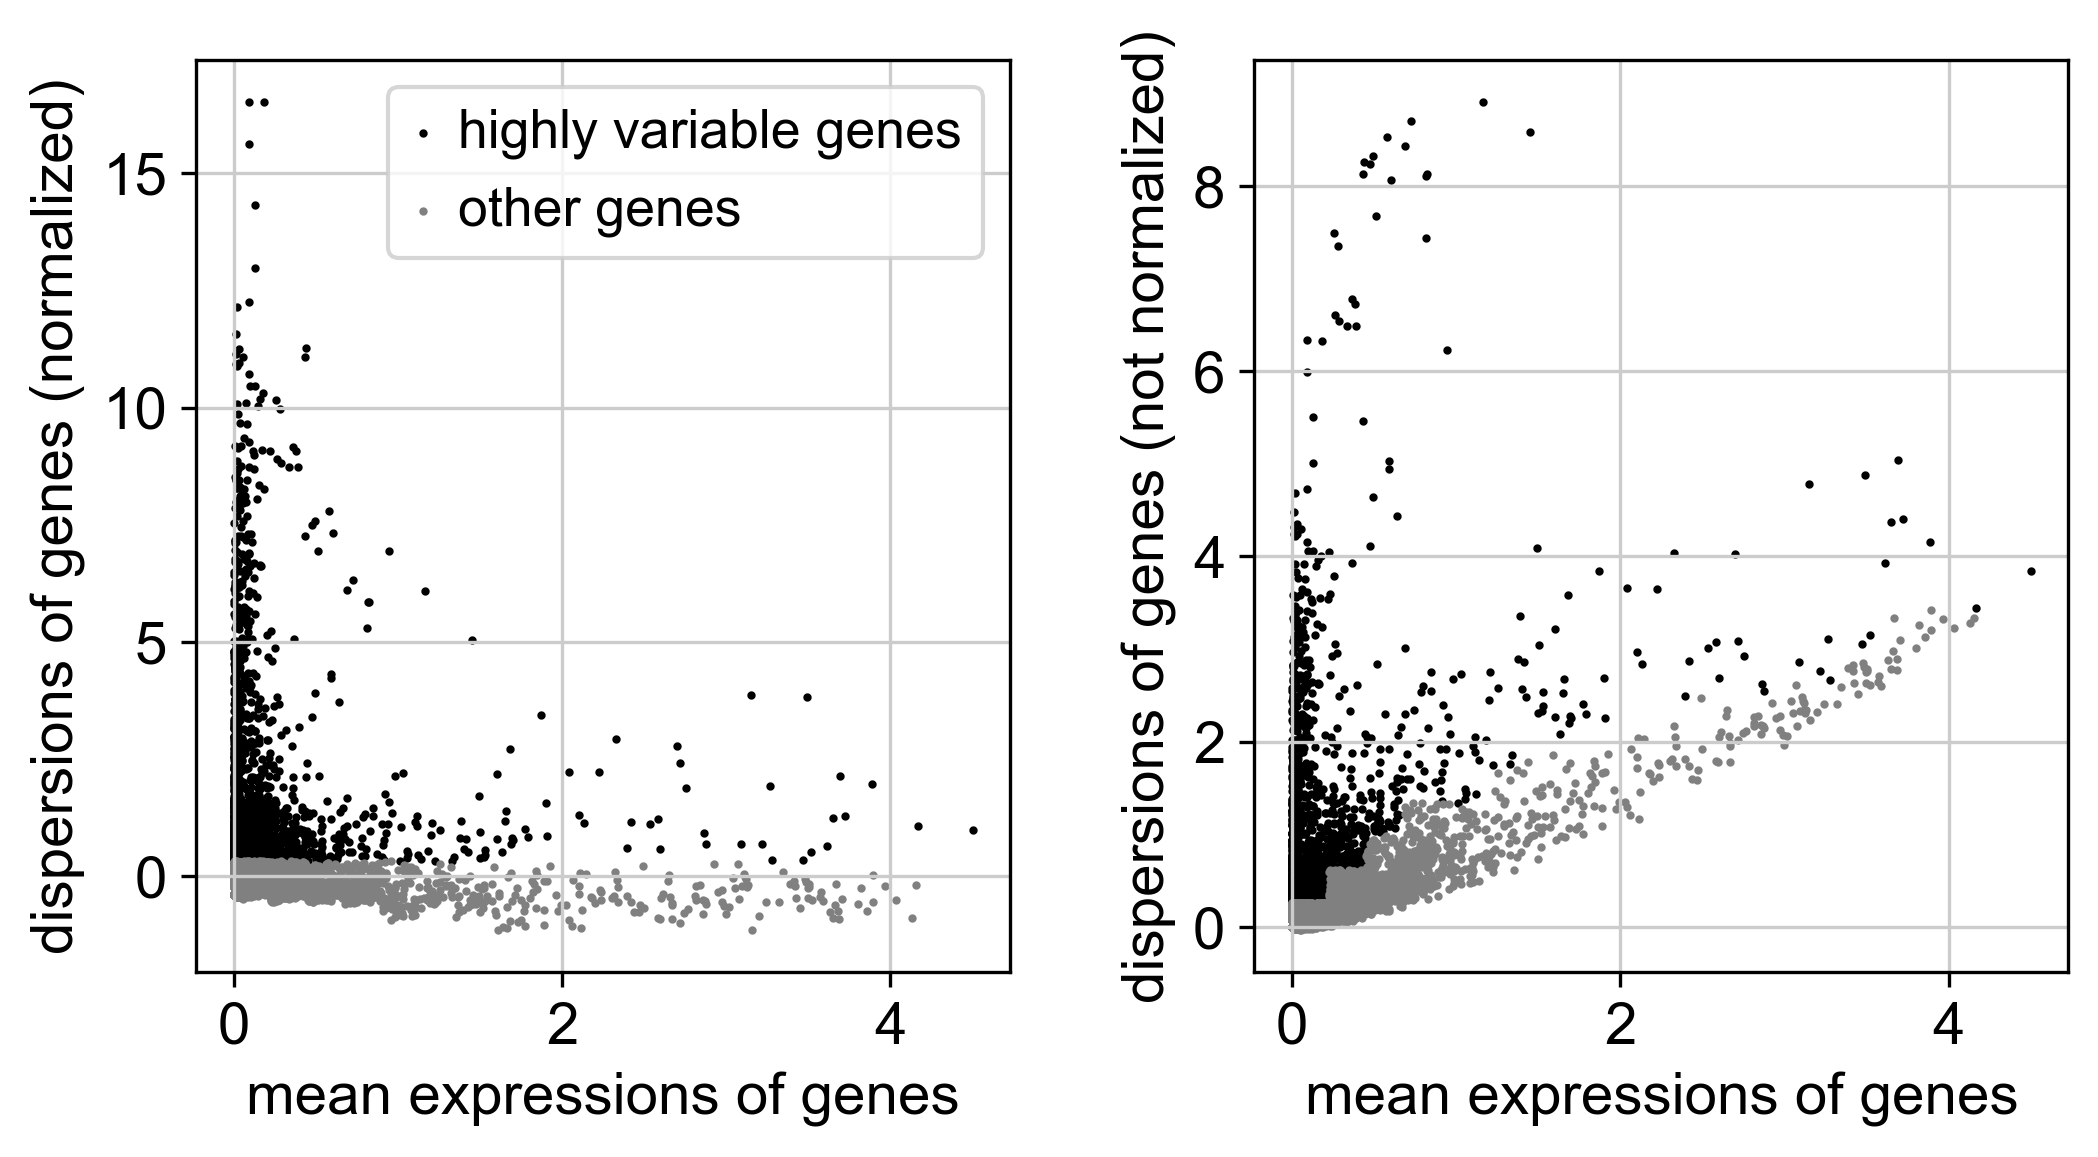 dispersions of genes (normalized)
15
10
5
0
highly variable genes
other genes
0 2 4
mean expressions of genes
dispersions of genes (not normalized)
8
6
4
2
0
0 2 4
mean expressions of genes